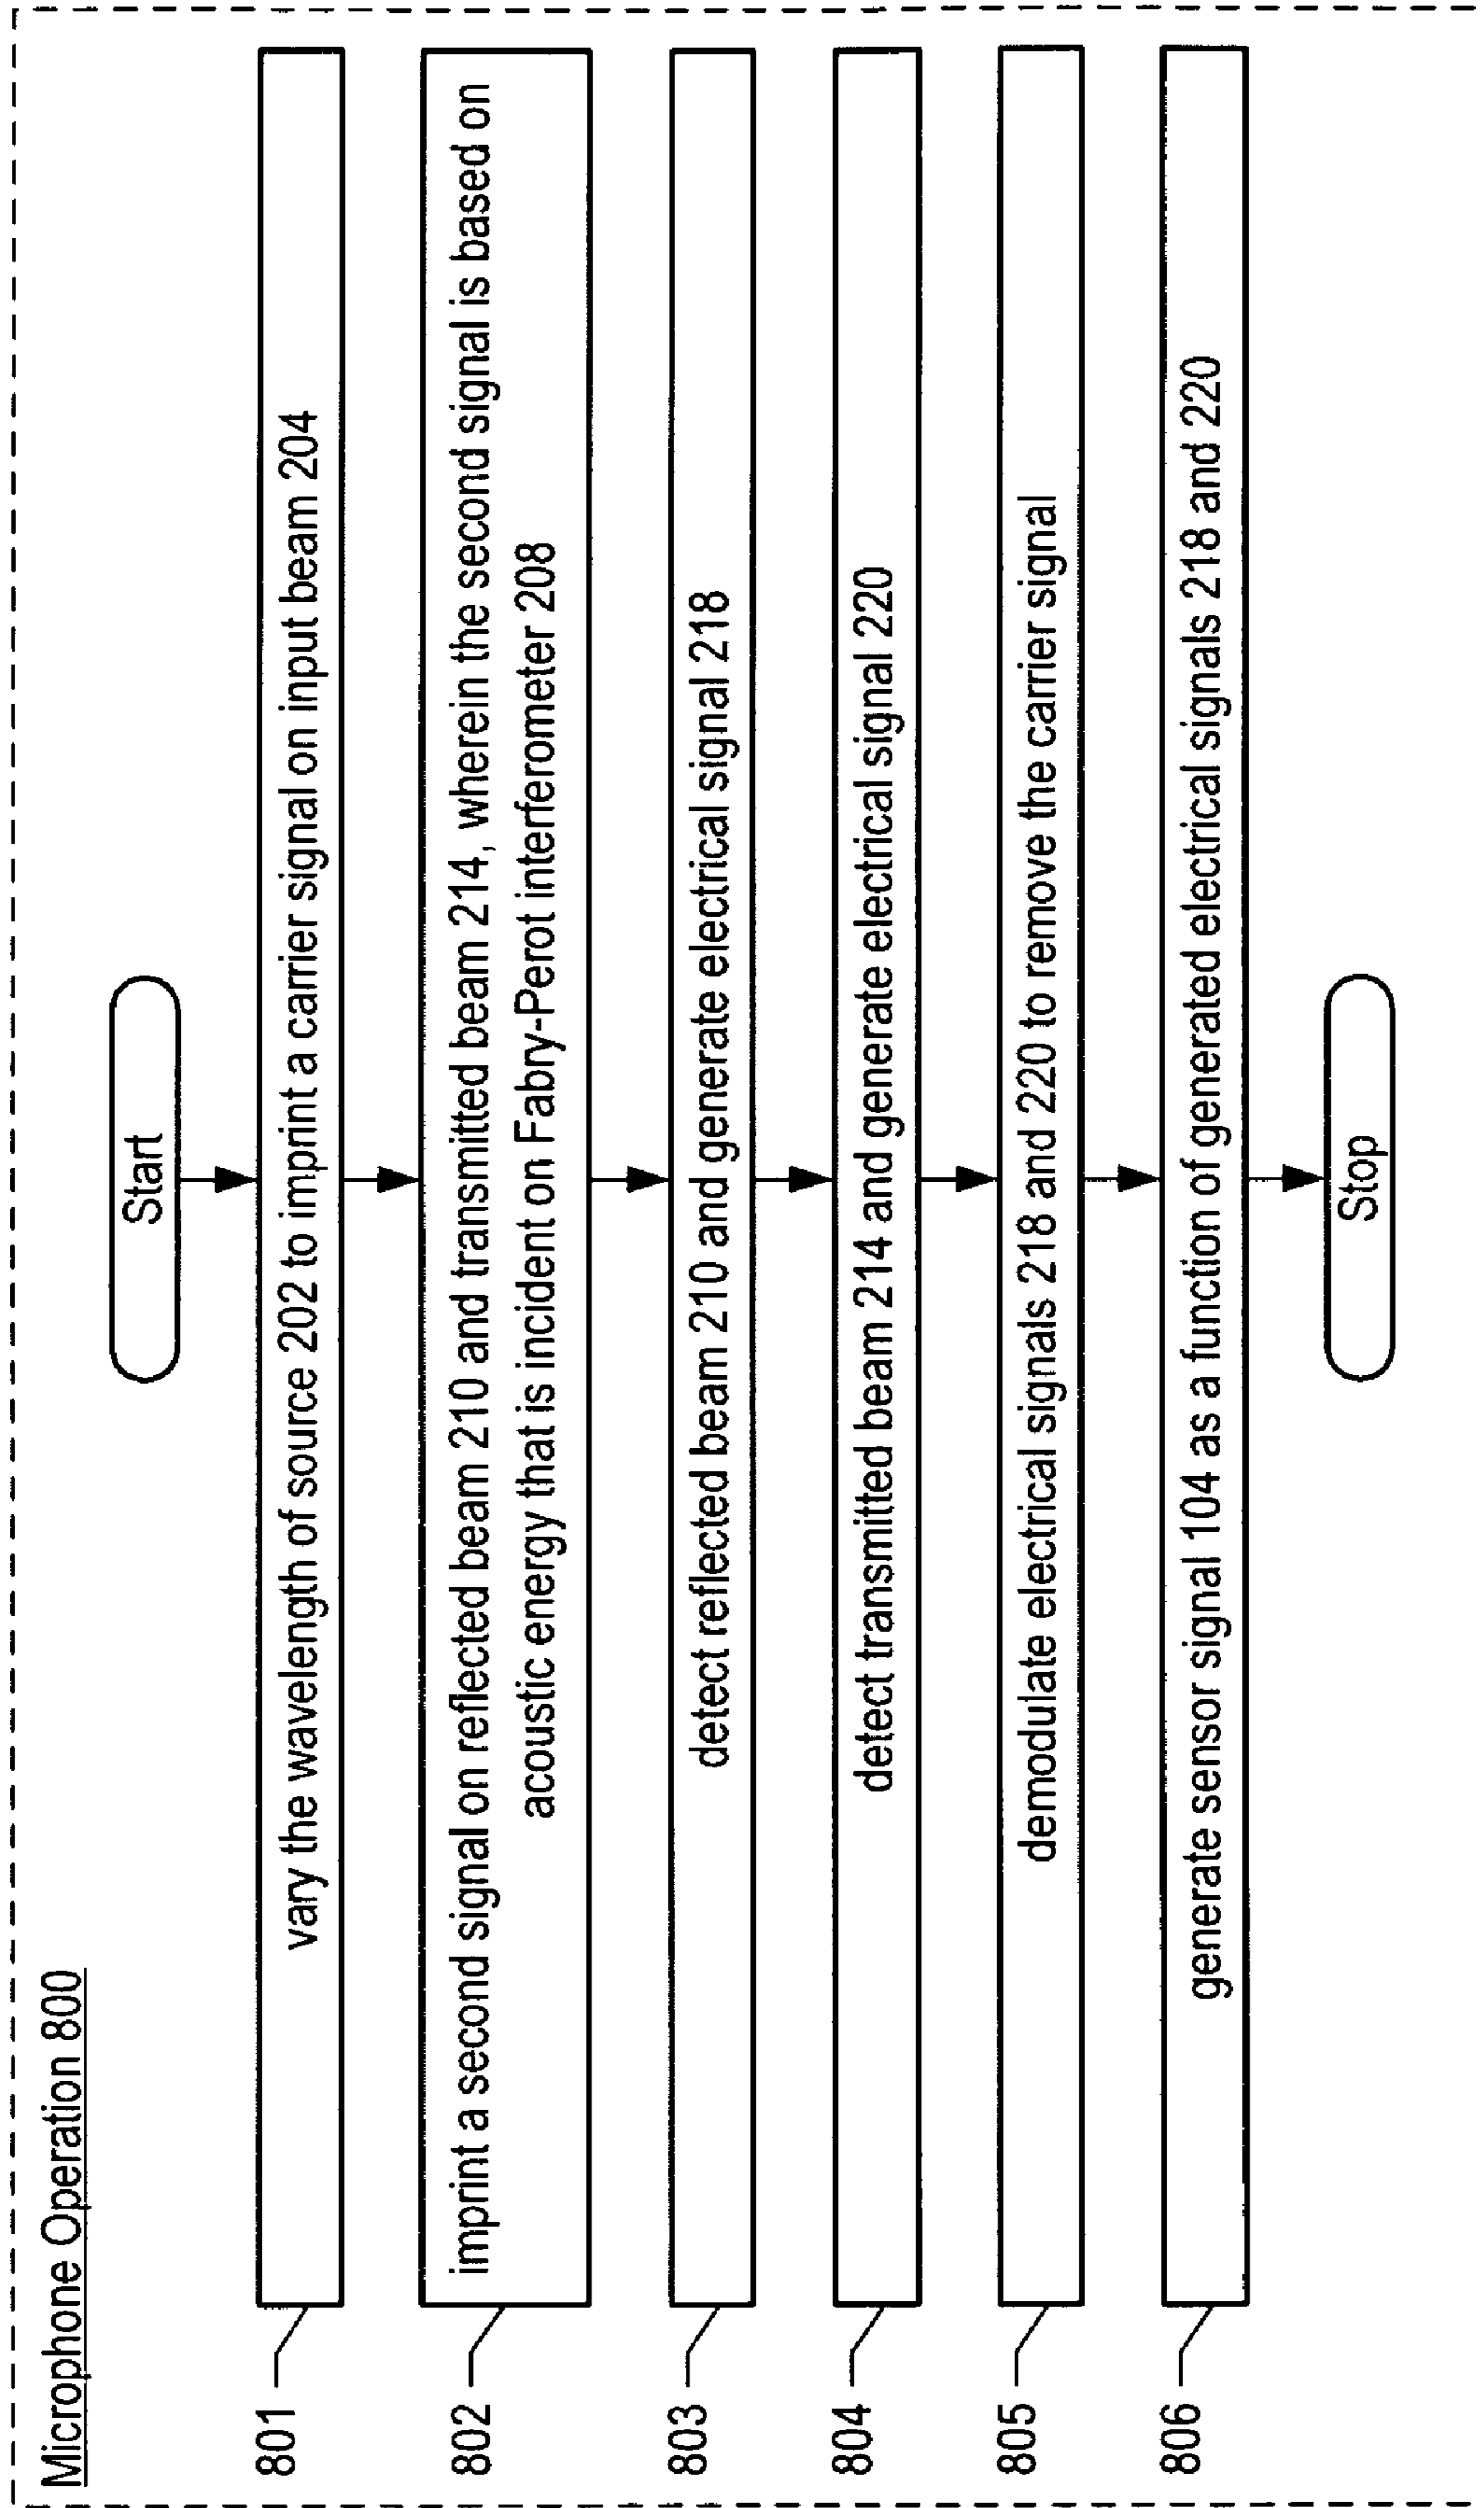 Microphone Operation 800
Start
801
vary the wavelength of source 202 to imprint a carrier signal on input beam 204
802
imprint a second signal on reflected beam 210 and transmitted beam 214, wherein the second signal is based on
acoustic energy that is incident on Fabry-Perot interferometer 208
803
detect reflected beam 210 and generate electrical signal 218
804
detect transmitted beam 214 and generate electrical signal 220
805
demodulate electrical signals 218 and 220 to remove the carrier signal
806
generate sensor signal 104 as a function of generated electrical signals 218 and 220
Stop